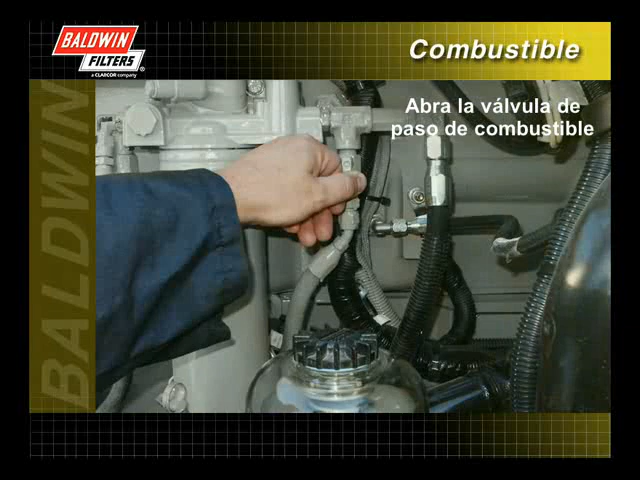 BALDWIN
FILTERS
a CLARCOR company
Combustible
Abra la válvula de
paso de combustible
BALDWIN